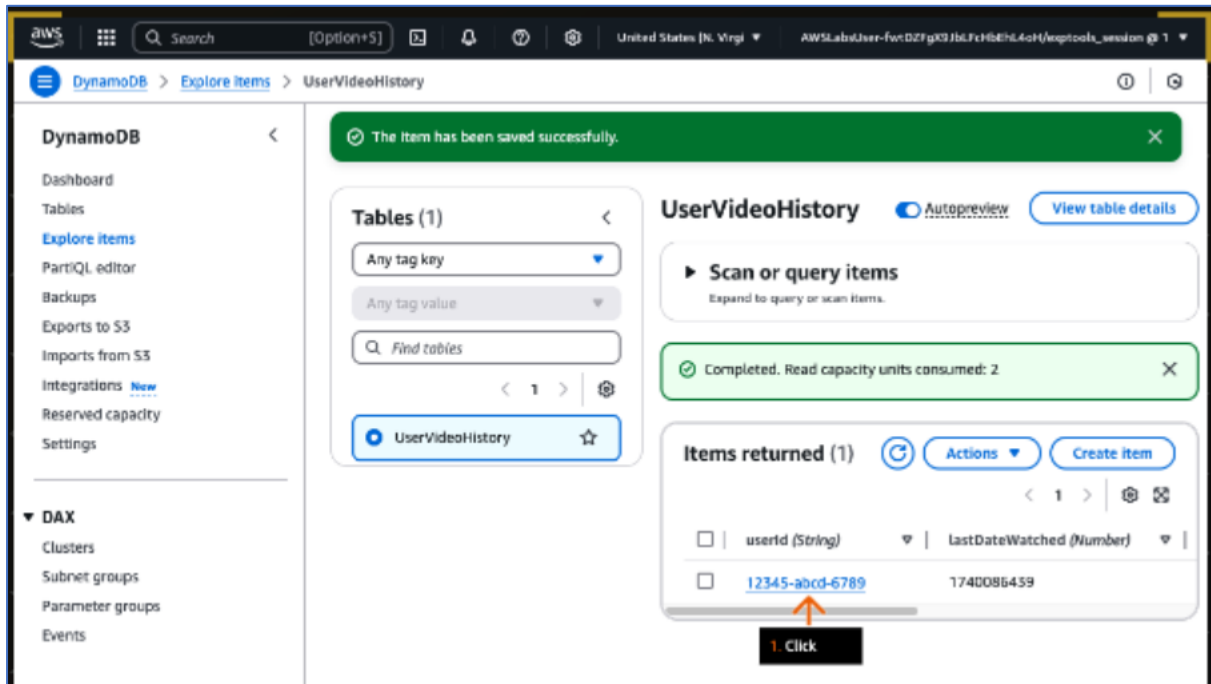 aws
Search [Option+S]
United States (N. Virgi
DynamoDB > Explore items > UserVideoHistory
DynamoDB
Dashboard
Tables
Explore items
PartiQL editor
Backups
Exports to S3
Imports from S3
Integrations New
Reserved capacity
Settings
DAX
Clusters
Subnet groups
Parameter groups
Events
The item has been saved successfully.
Tables (1)
Any tag key
Any tag value
Find tables
1
UserVideoHistory
UserVideoHistory
Autopreview
View table details
Scan or query items
Expand to query or scan items.
Completed. Read capacity units consumed: 2
Items returned (1)
Actions
Create item
1
userId (String)
lastDateWatched (Number)
12345-abcd-6789
1740086439
1. Click